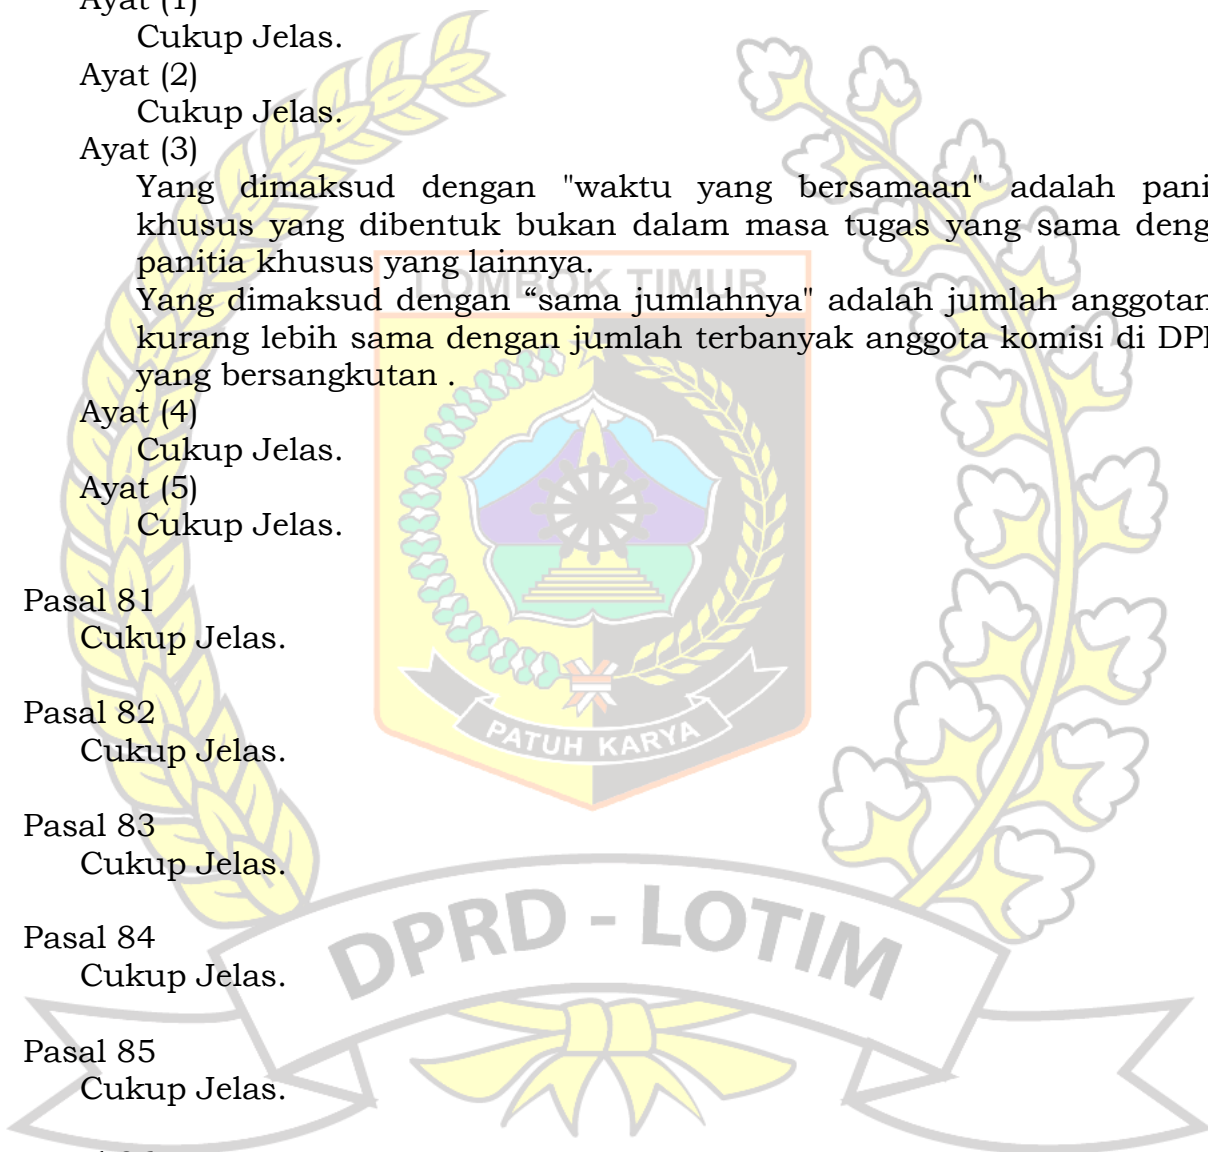 Ayat (1)
Cukup Jelas.
Ayat (2)
Cukup Jelas.
Ayat (3)
Yang dimaksud dengan "waktu yang bersamaan" adalah pani
khusus yang dibentuk bukan dalam masa tugas yang sama deng
panitia khusus yang lainnya.
LOMBOK TIMUR
Yang dimaksud dengan “sama jumlahnya" adalah jumlah anggotan
kurang lebih sama dengan jumlah terbanyak anggota komisi di DP
yang bersangkutan .
Ayat (4)
Cukup Jelas.
Ayat (5)
Cukup Jelas.
Pasal 81
Cukup Jelas.
Pasal 82
PATUH KARYA
Cukup Jelas.
Pasal 83
Cukup Jelas.
DPRD - LOTIM
Pasal 84
Cukup Jelas.
Pasal 85
Cukup Jelas.